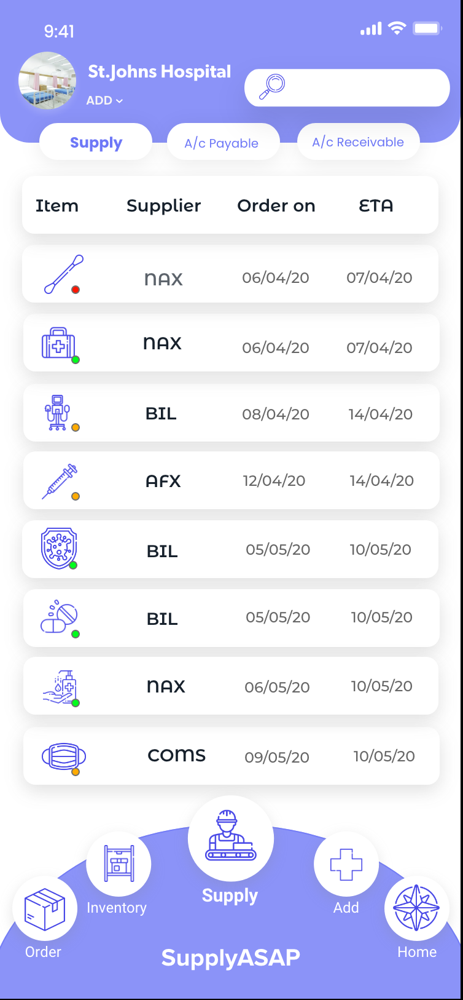 9:41
St.Johns Hospital
ADD
Supply A/c Payable A/c Receivable
Item Supplier Order on ETA
NAX 06/04/20 07/04/20
NAX 06/04/20 07/04/20
BIL 08/04/20 14/04/20
AFX 12/04/20 14/04/20
BIL 05/05/20 10/05/20
BIL 05/05/20 10/05/20
NAX 06/05/20 10/05/20
COMS 09/05/20 10/05/20
Supply
Inventory Add
Order Home
SupplyASAP